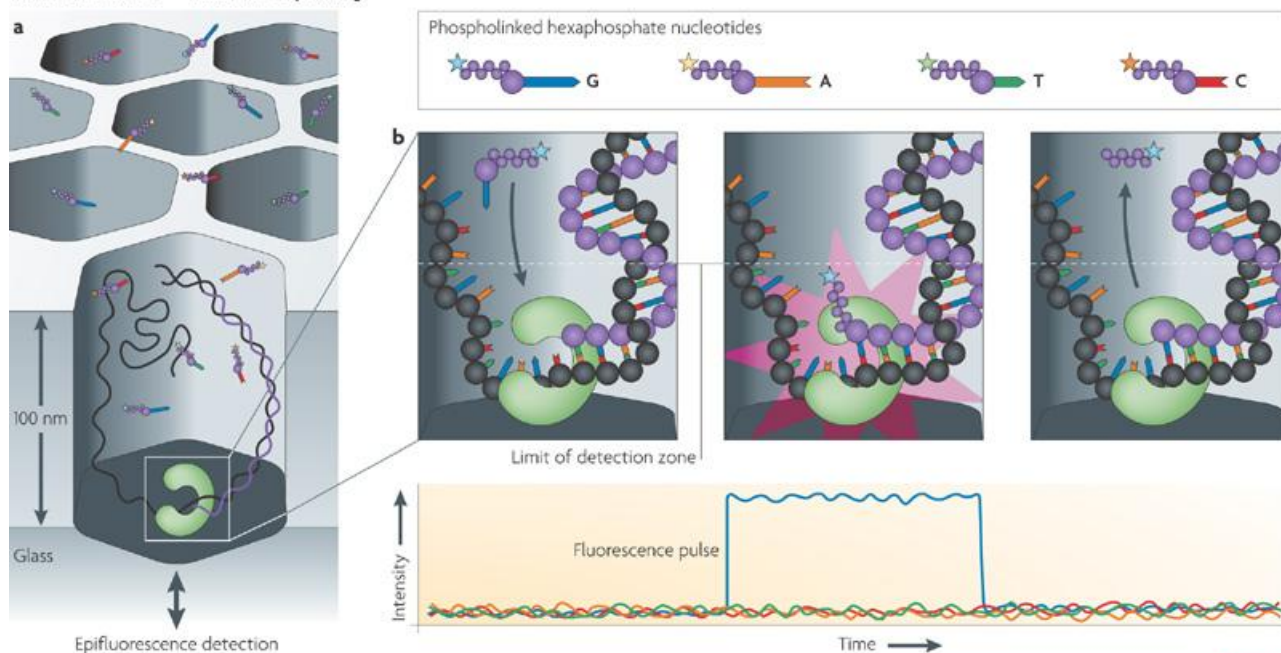 a
Phospholinked hexaphosphate nucleotides
G
A
T
C
b
100 nm
Glass
Epifluorescence detection
Limit of detection zone
Intensity
Fluorescence pulse
Time